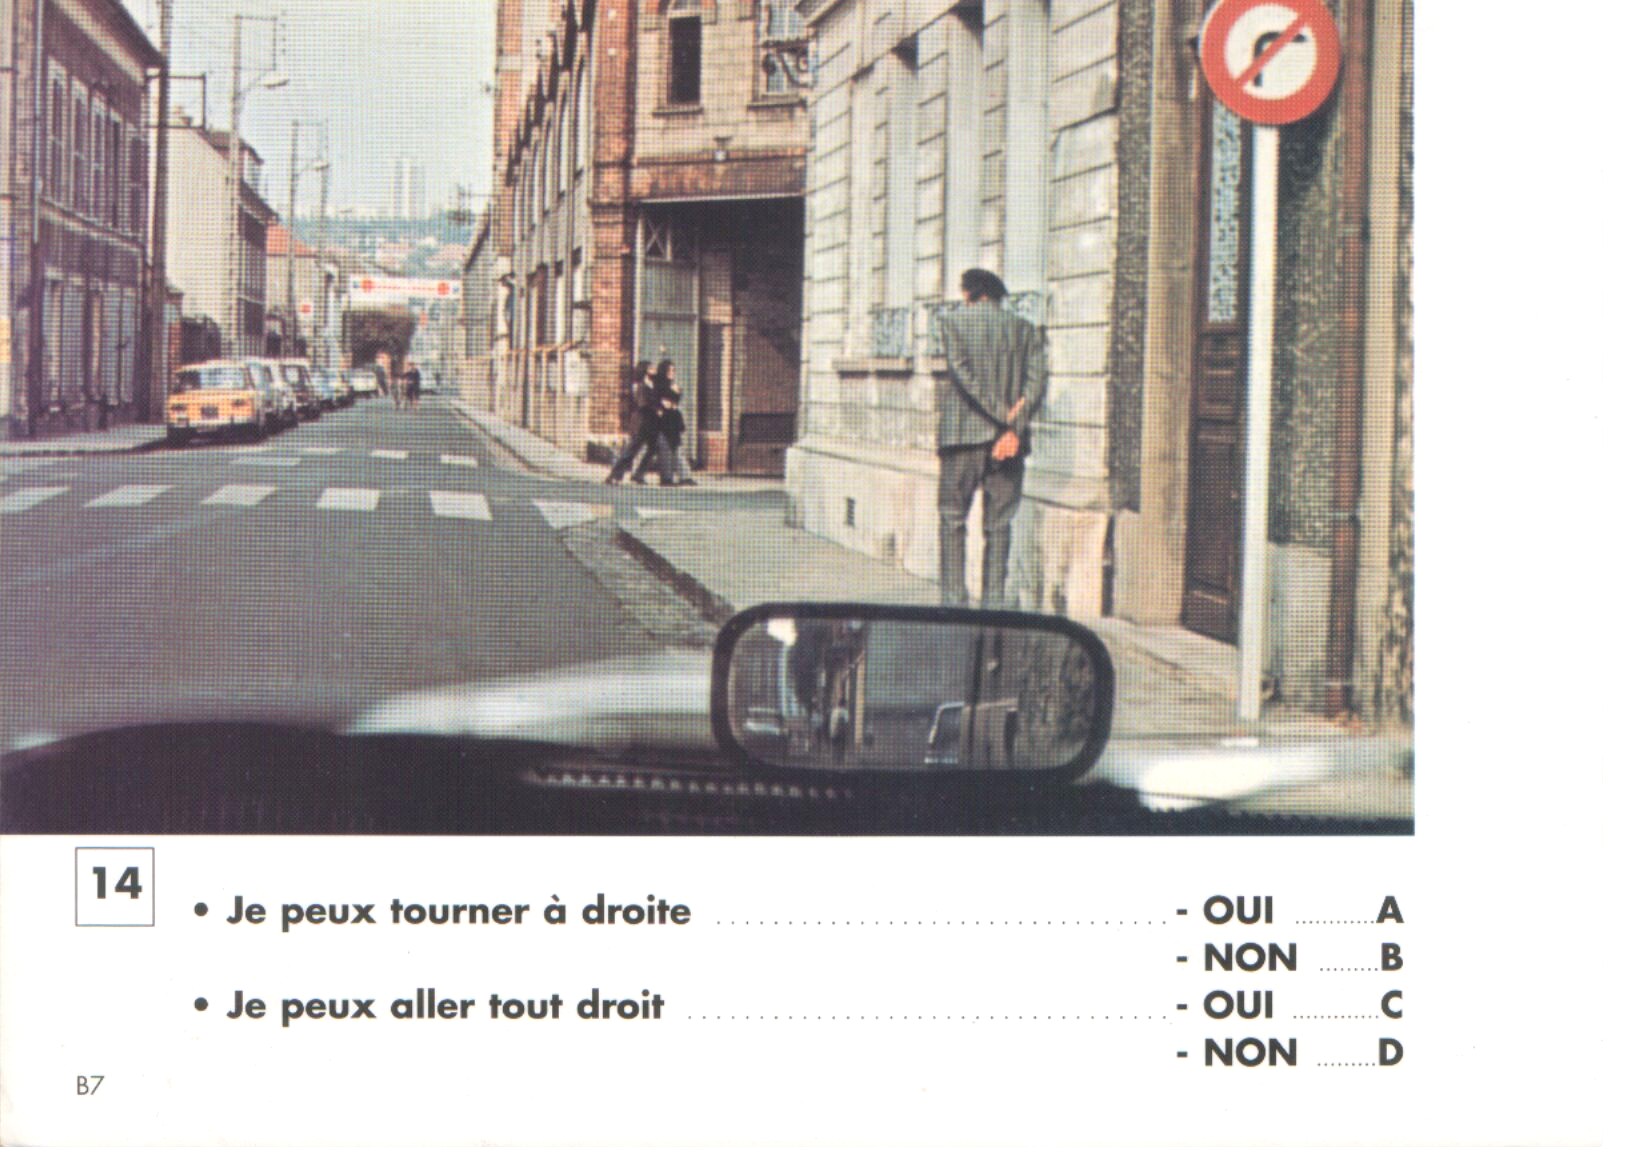 14
• Je peux tourner à droite ........ - OUI ........ A
- NON ........ B
• Je peux aller tout droit ........ - OUI ........ C
- NON ........ D
B7